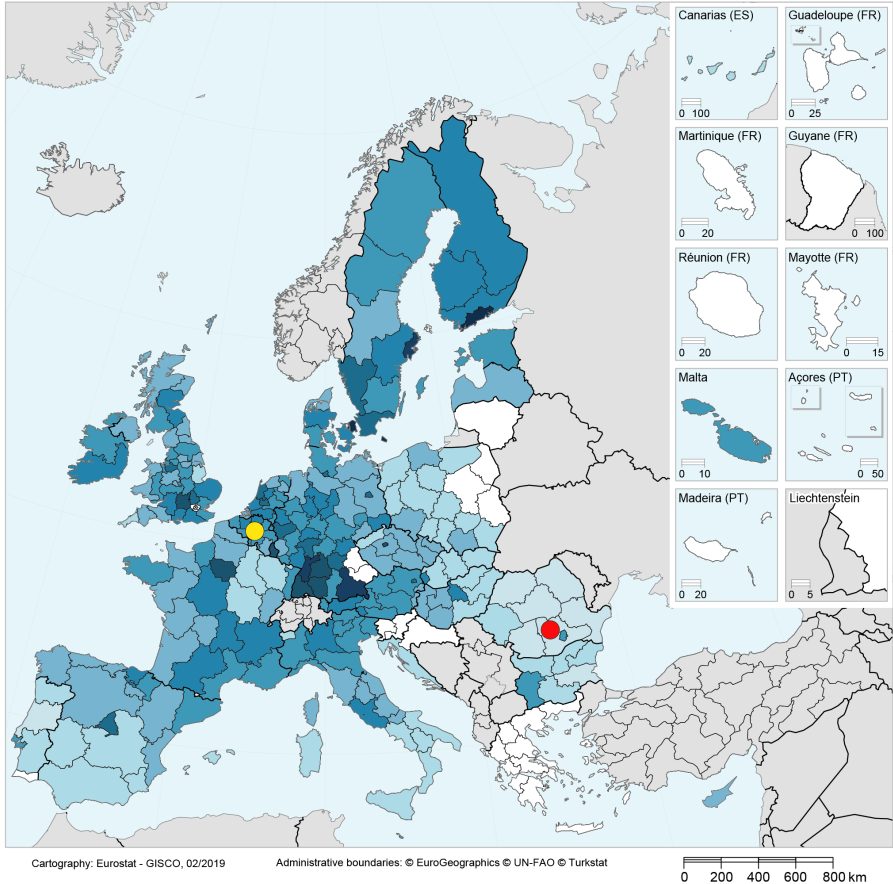 Canarias (ES)
0 100
Guadeloupe (FR)
0 25
Martinique (FR)
0 20
Guyane (FR)
0 100
Réunion (FR)
0 20
Mayotte (FR)
0 15
Malta
0 10
Açores (PT)
0 50
Madeira (PT)
0 20
Liechtenstein
0 5
Cartography: Eurostat - GISCO, 02/2019
Administrative boundaries: © EuroGeographics © UN-FAO © Turkstat
0 200 400 600 800 km